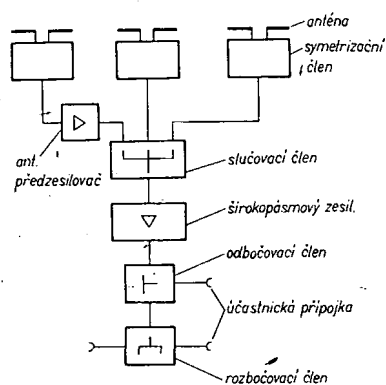 anténa
symetrizační
člen
ant.
předzesilovač
slučovací člen
širokopásmový zesil.
odbočovací člen
účastnická přípojka
rozbočovací člen